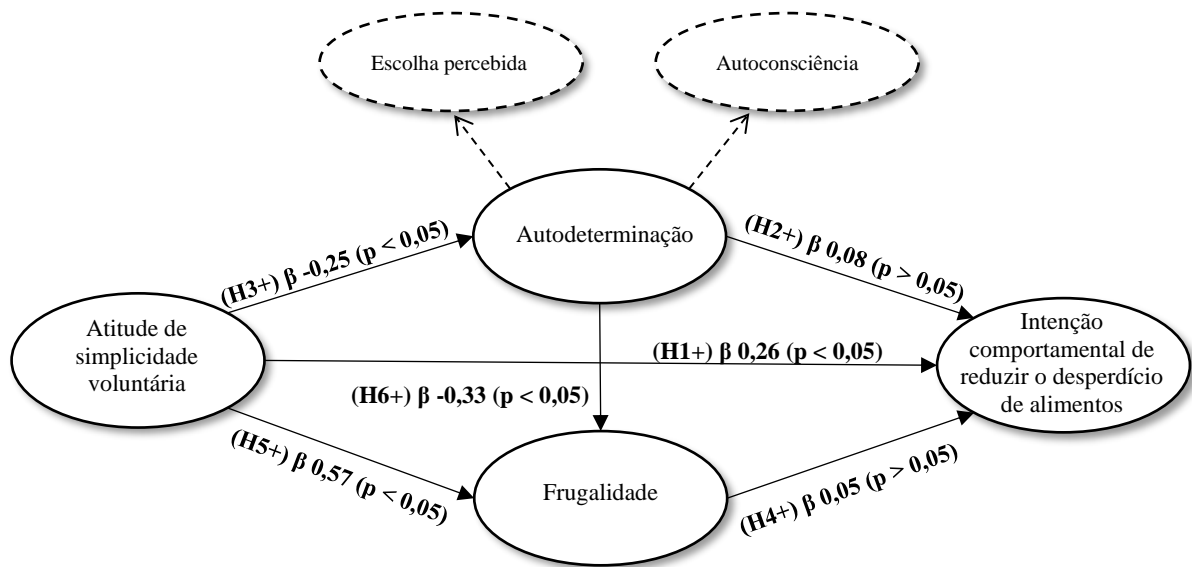 Escolha percebida
Autoconsciência
Autodeterminação
(H3+) β -0,25 (p < 0,05)
(H2+) β 0,08 (p > 0,05)
Atitude de
simplicidade
voluntária
(H1+) β 0,26 (p < 0,05)
Intenção
comportamental de
reduzir o desperdício
de alimentos
(H6+) β -0,33 (p < 0,05)
(H5+) β 0,57 (p < 0,05)
Frugalidade
(H4+) β 0,05 (p > 0,05)